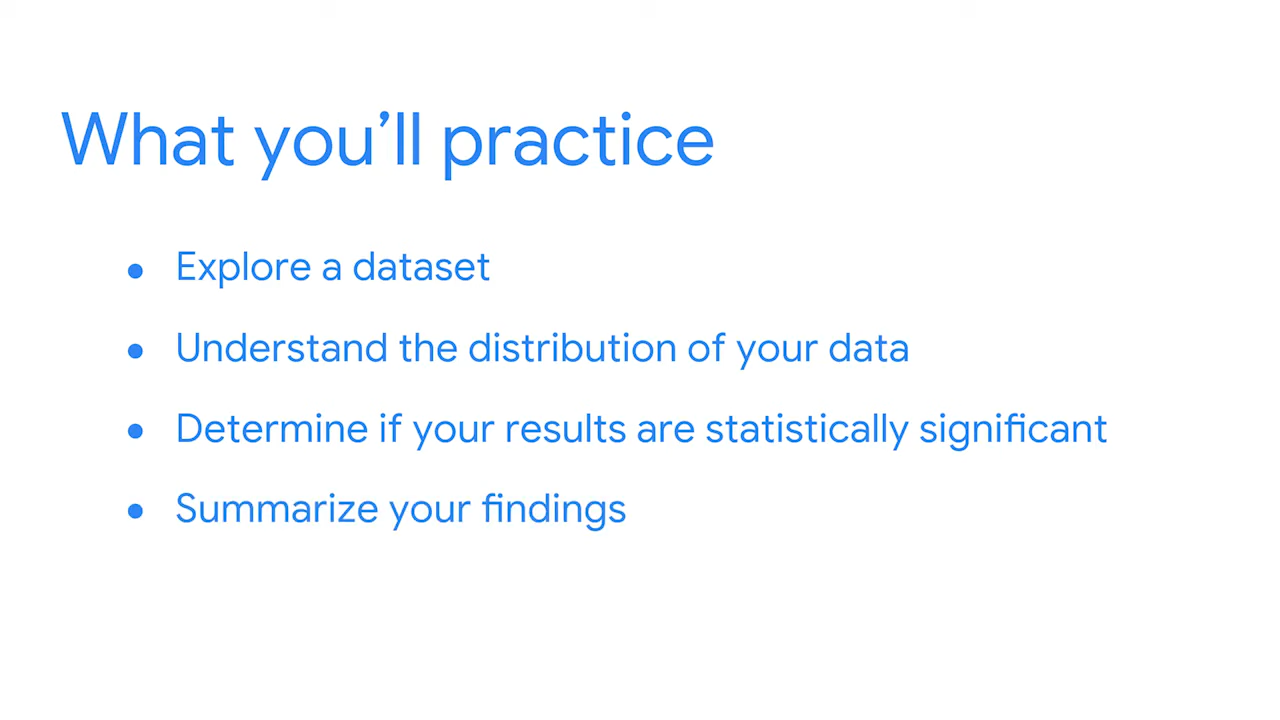 What you’ll practice
● Explore a dataset
● Understand the distribution of your data
● Determine if your results are statistically significant
● Summarize your findings